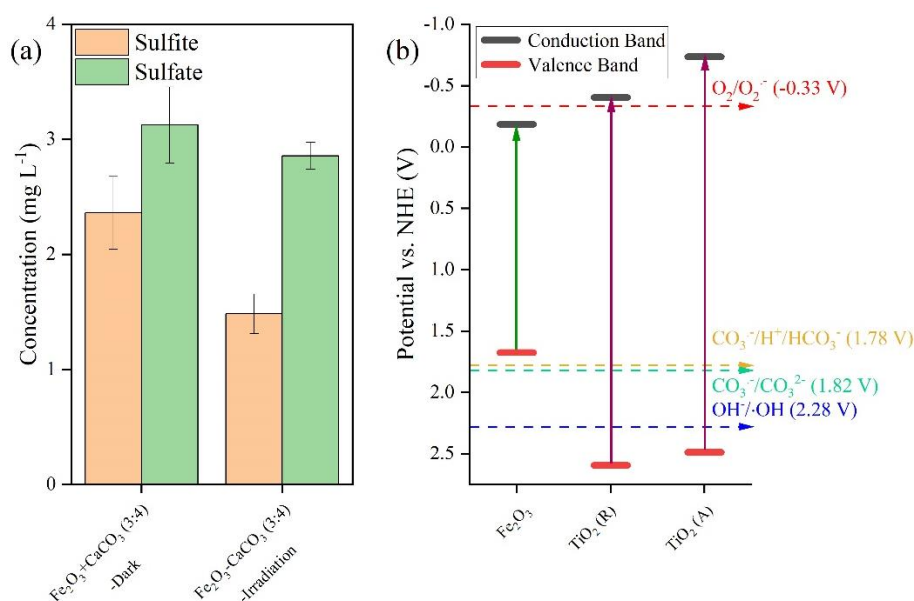 (a)
Sulfite
Sulfate
Concentration (mg L⁻¹)
4
3
2
1
0
Fe₂O₃+CaCO₃ (3:4)
-Dark
Fe₂O₃-CaCO₃ (3:4)
-Irradiation
(b)
Conduction Band
Valence Band
Potential vs. NHE (V)
-1.0
-0.5
0.0
0.5
1.0
1.5
2.0
2.5
O₂/O₂·⁻ (-0.33 V)
CO₃·⁻/H⁺/HCO₃⁻ (1.78 V)
CO₃·⁻/CO₃²⁻ (1.82 V)
OH⁻/·OH (2.28 V)
Fe₂O₃
TiO₂ (R)
TiO₂ (A)